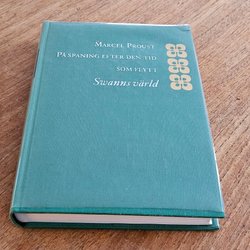 MARCEL PROUST
PÅ SPANING EFTER DEN TID
SOM FLYTT
Swanns värld